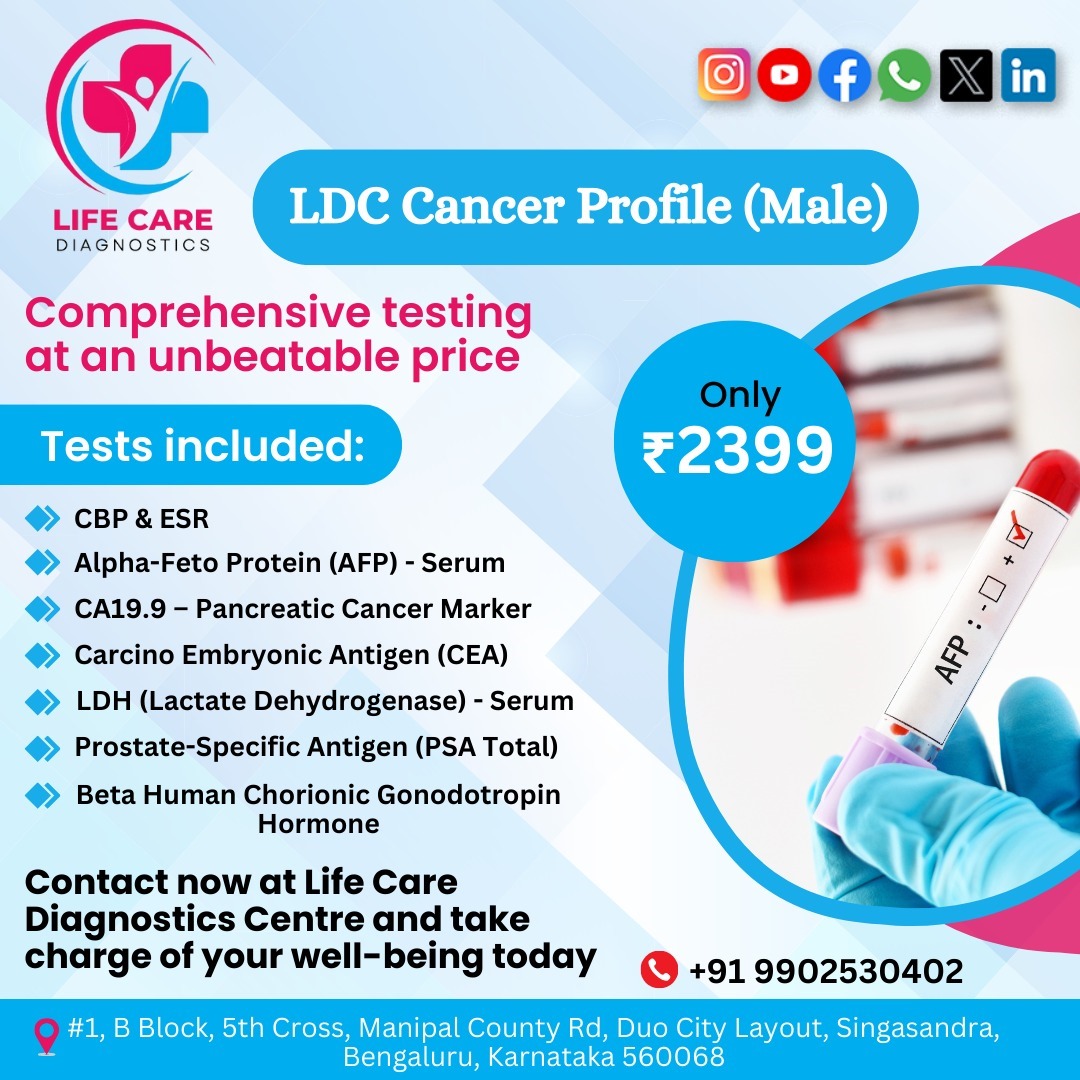 LIFE CARE
DIAGNOSTICS
LDC Cancer Profile (Male)
Comprehensive testing
at an unbeatable price
Only
₹2399
Tests included:
CBP & ESR
Alpha-Feto Protein (AFP) - Serum
CA19.9 – Pancreatic Cancer Marker
Carcino Embryonic Antigen (CEA)
LDH (Lactate Dehydrogenase) - Serum
Prostate-Specific Antigen (PSA Total)
Beta Human Chorionic Gonodotropin
Hormone
AFP : - +
Contact now at Life Care
Diagnostics Centre and take
charge of your well-being today
+91 9902530402
#1, B Block, 5th Cross, Manipal County Rd, Duo City Layout, Singasandra,
Bengaluru, Karnataka 560068